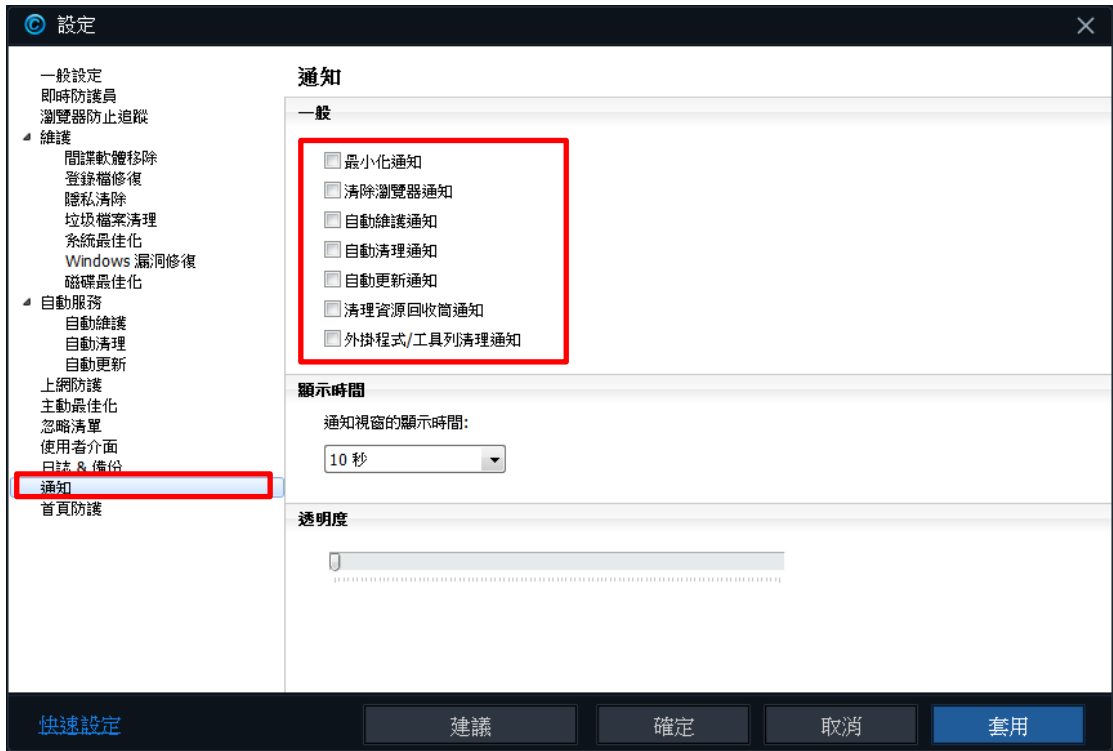 設定
一般設定
即時防護員
瀏覽器防止追蹤
維護
間諜軟體移除
登錄檔修復
隱私清除
垃圾檔案清理
系統最佳化
Windows 漏洞修復
磁碟最佳化
自動服務
自動維護
自動清理
自動更新
上網防護
主動最佳化
忽略清單
使用者介面
日誌 & 備份
通知
首頁防護
通知
一般
最小化通知
清除瀏覽器通知
自動維護通知
自動清理通知
自動更新通知
清理資源回收筒通知
外掛程式/工具列清理通知
顯示時間
通知視窗的顯示時間:
10 秒
透明度
快速設定
建議
確定
取消
套用